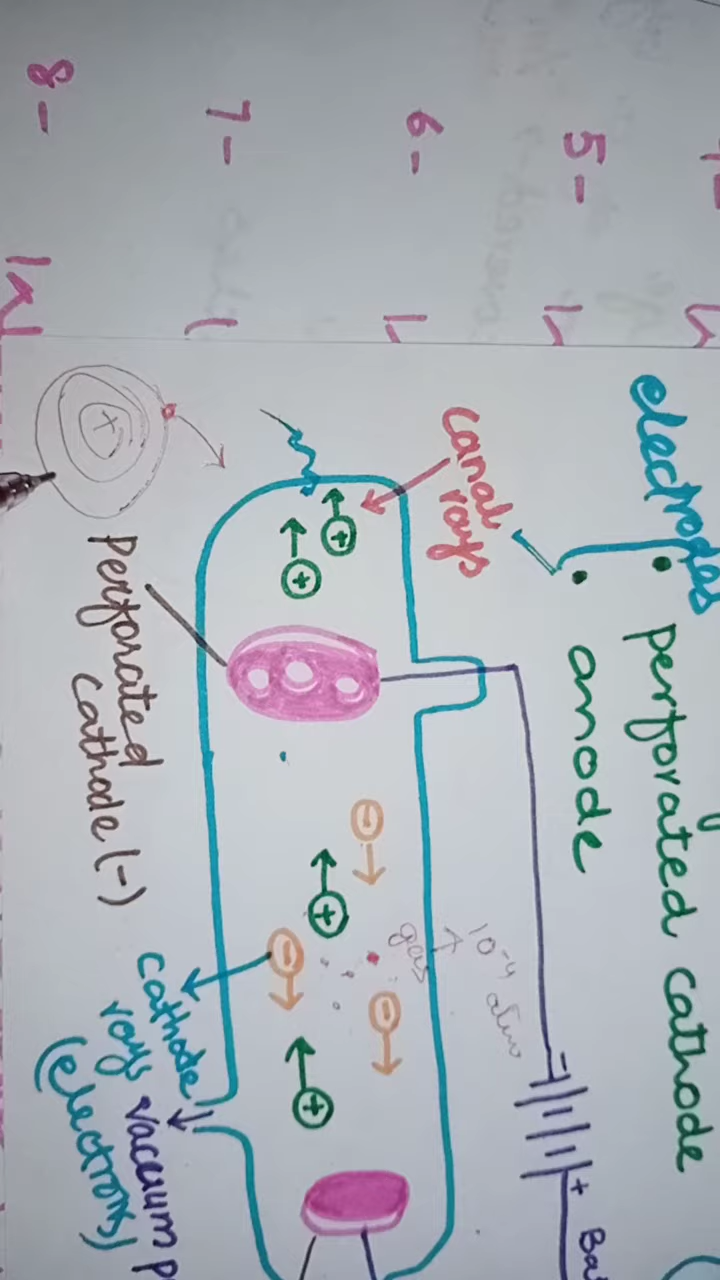 electrodes
perforated cathode
anode
canal
rays
10-4 atm
gas
+
-
Perforated
cathode (-)
cathode
rays
(electrons)
vacuum
5-
6-
7-
8-